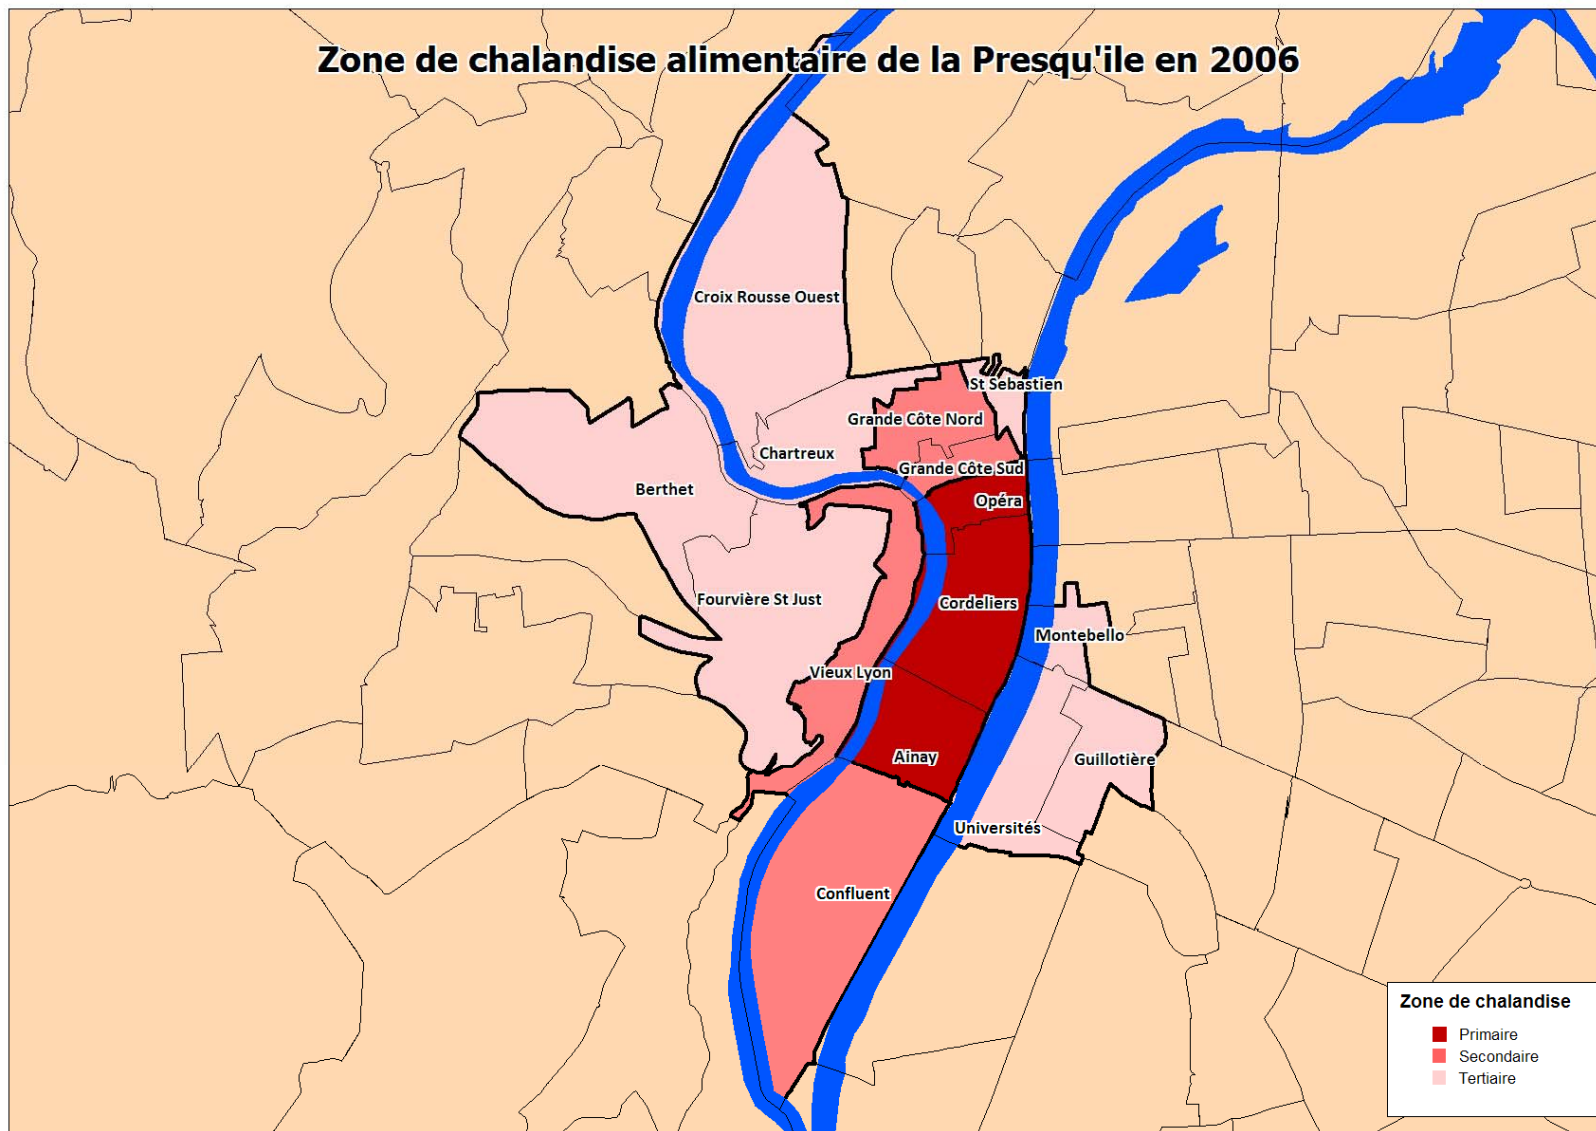 Zone de chalandise alimentaire de la Presqu'ile en 2006
Croix Rousse Ouest
St Sebastien
Grande Côte Nord
Chartreux
Grande Côte Sud
Berthet
Opéra
Fourvière St Just
Cordeliers
Montebello
Vieux Lyon
Ainay
Guillotière
Universités
Confluent
Zone de chalandise
Primaire
Secondaire
Tertiaire